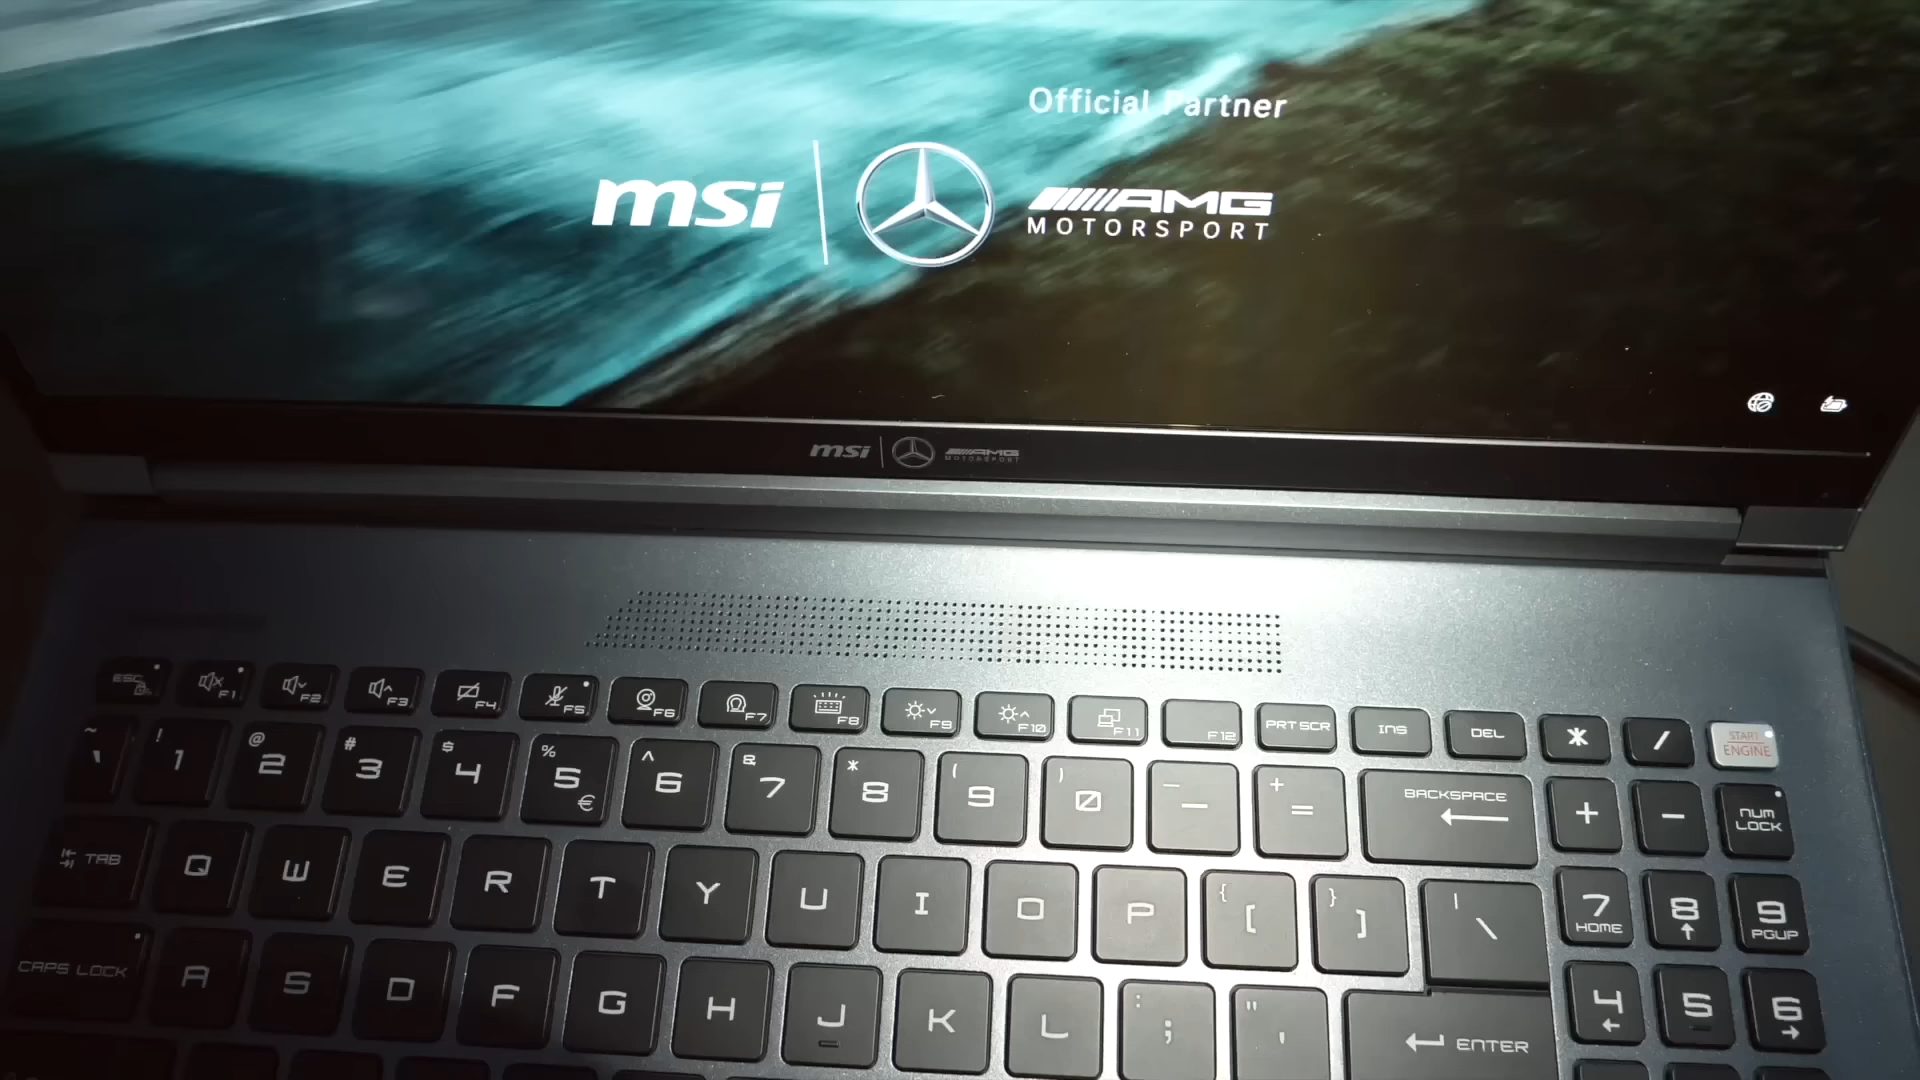 Official Partner
msi
AMG
MOTORSPORT
msi AMG
MOTORSPORT
ESC F1 F2 F3 F4 F5 F6 F7 F8 F9 F10 F11 F12 PRT SCR INS DEL * / START
ENGINE
~ ` ! 1 @ 2 # 3 $ 4 % 5 € ^ 6 & 7 * 8 ( 9 ) 0 _ - + = BACKSPACE + - NUM
LOCK
TAB Q W E R T Y U I O P { [ } ] | \ 7 HOME 8 9 PGUP
CAPS LOCK A S D F G H J K L : ; " ' ENTER 4 5 6